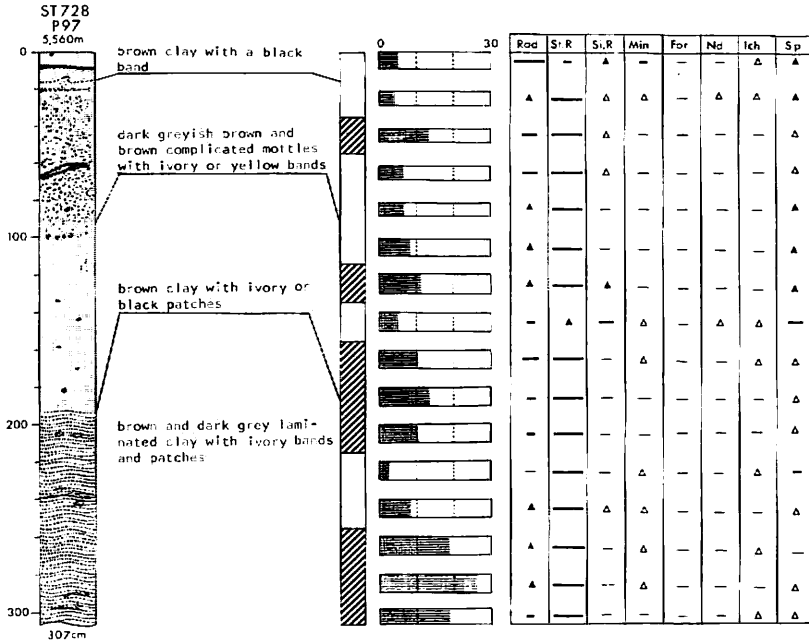 ST728
P97
5,560m
0
100
200
300
307cm
brown clay with a black
band
dark greyish brown and
brown complicated mottles
with ivory or yellow bands
brown clay with ivory or
black patches
brown and dark grey lami-
nated clay with ivory bands
and patches
0 30
Rad St.R Si.R Min For Nd Ich Sp